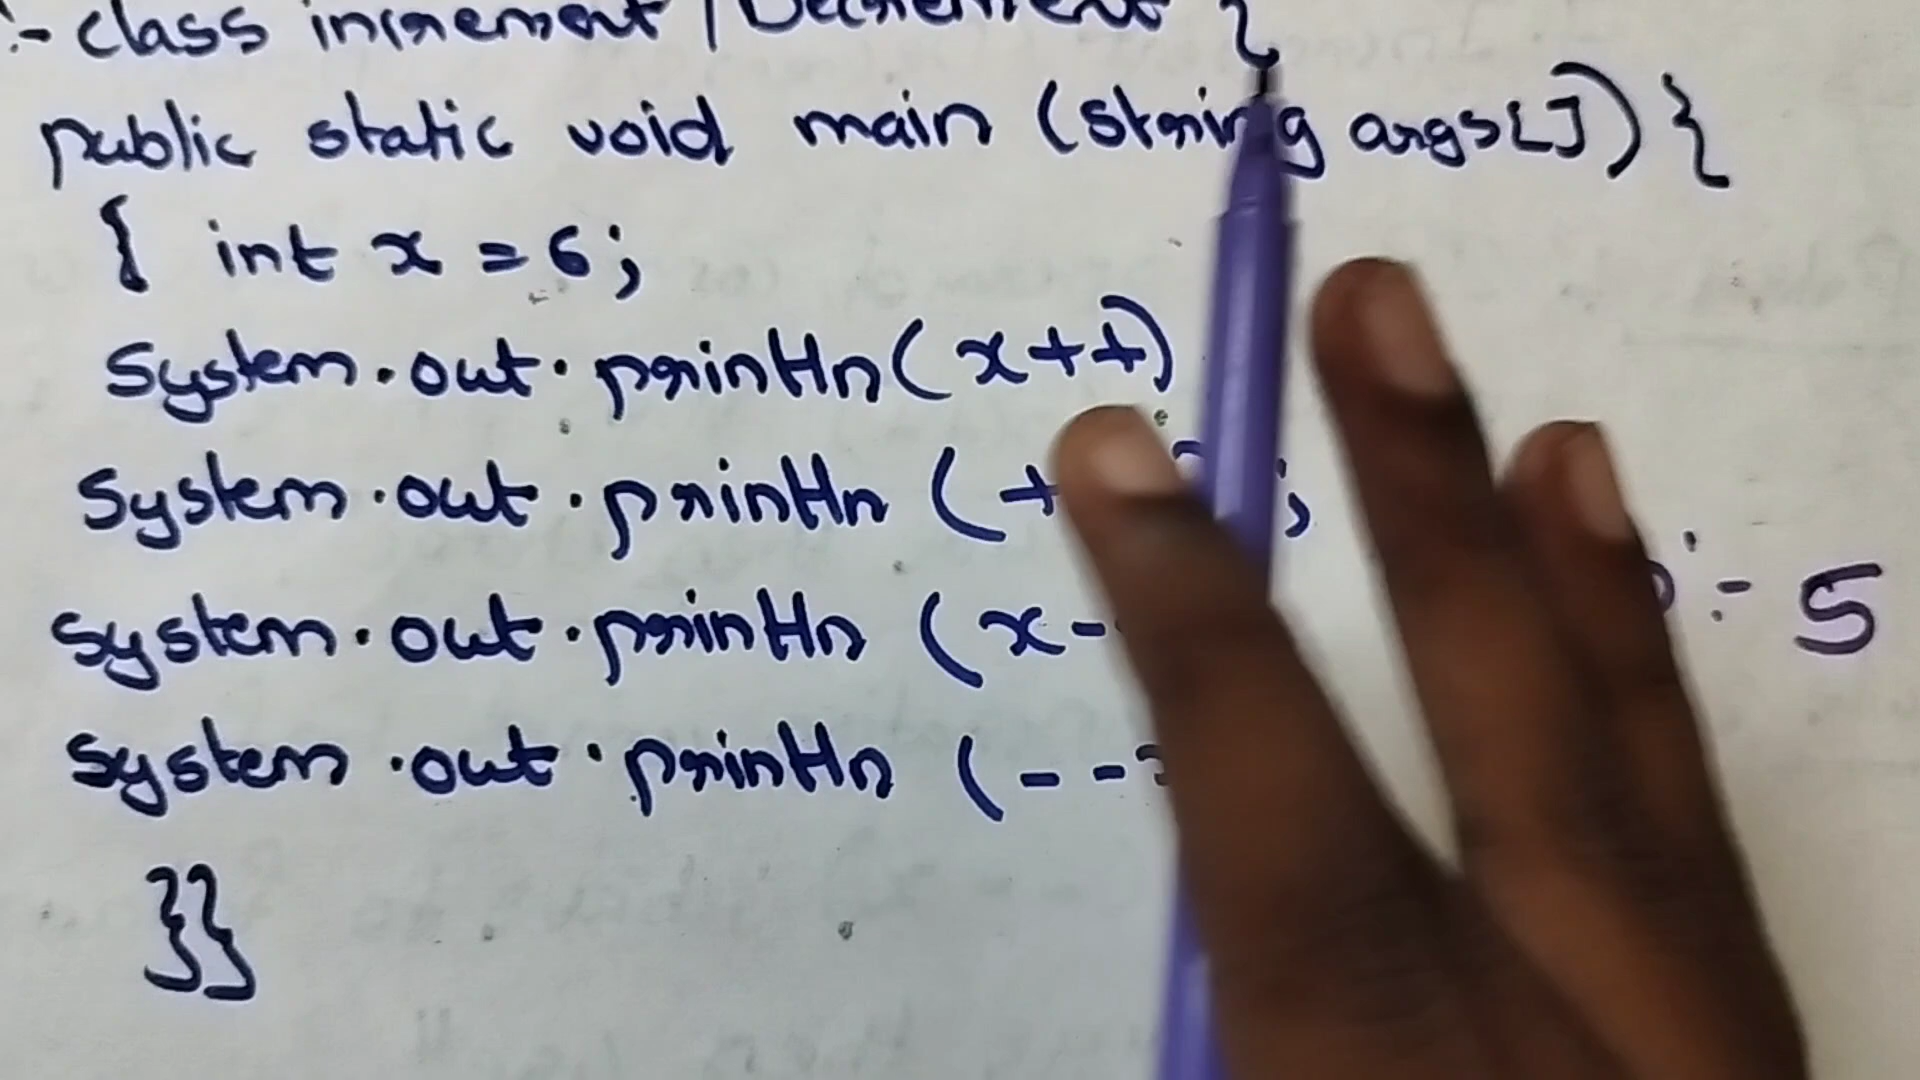 :- class increment / Decrement {
public static void main (string args[]) {
{ int x = 6;
System.out.println(x++)
System.out.println (+ ;
System.out.println (x-
System.out.println (--x
:- 5
}}